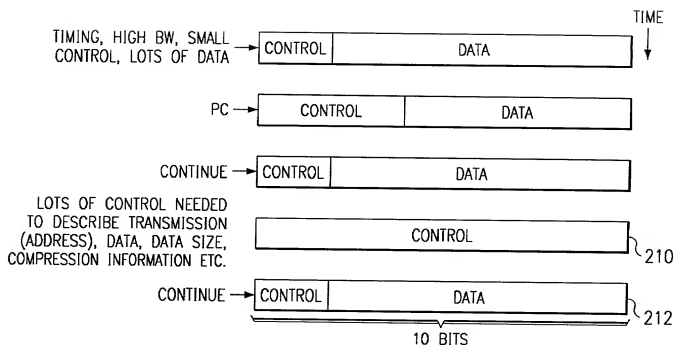 TIME
TIMING, HIGH BW, SMALL
CONTROL, LOTS OF DATA
CONTROL DATA
PC
CONTROL DATA
CONTINUE
CONTROL DATA
LOTS OF CONTROL NEEDED
TO DESCRIBE TRANSMISSION
(ADDRESS), DATA, DATA SIZE,
COMPRESSION INFORMATION ETC.
CONTROL
210
CONTINUE
CONTROL DATA
212
10 BITS